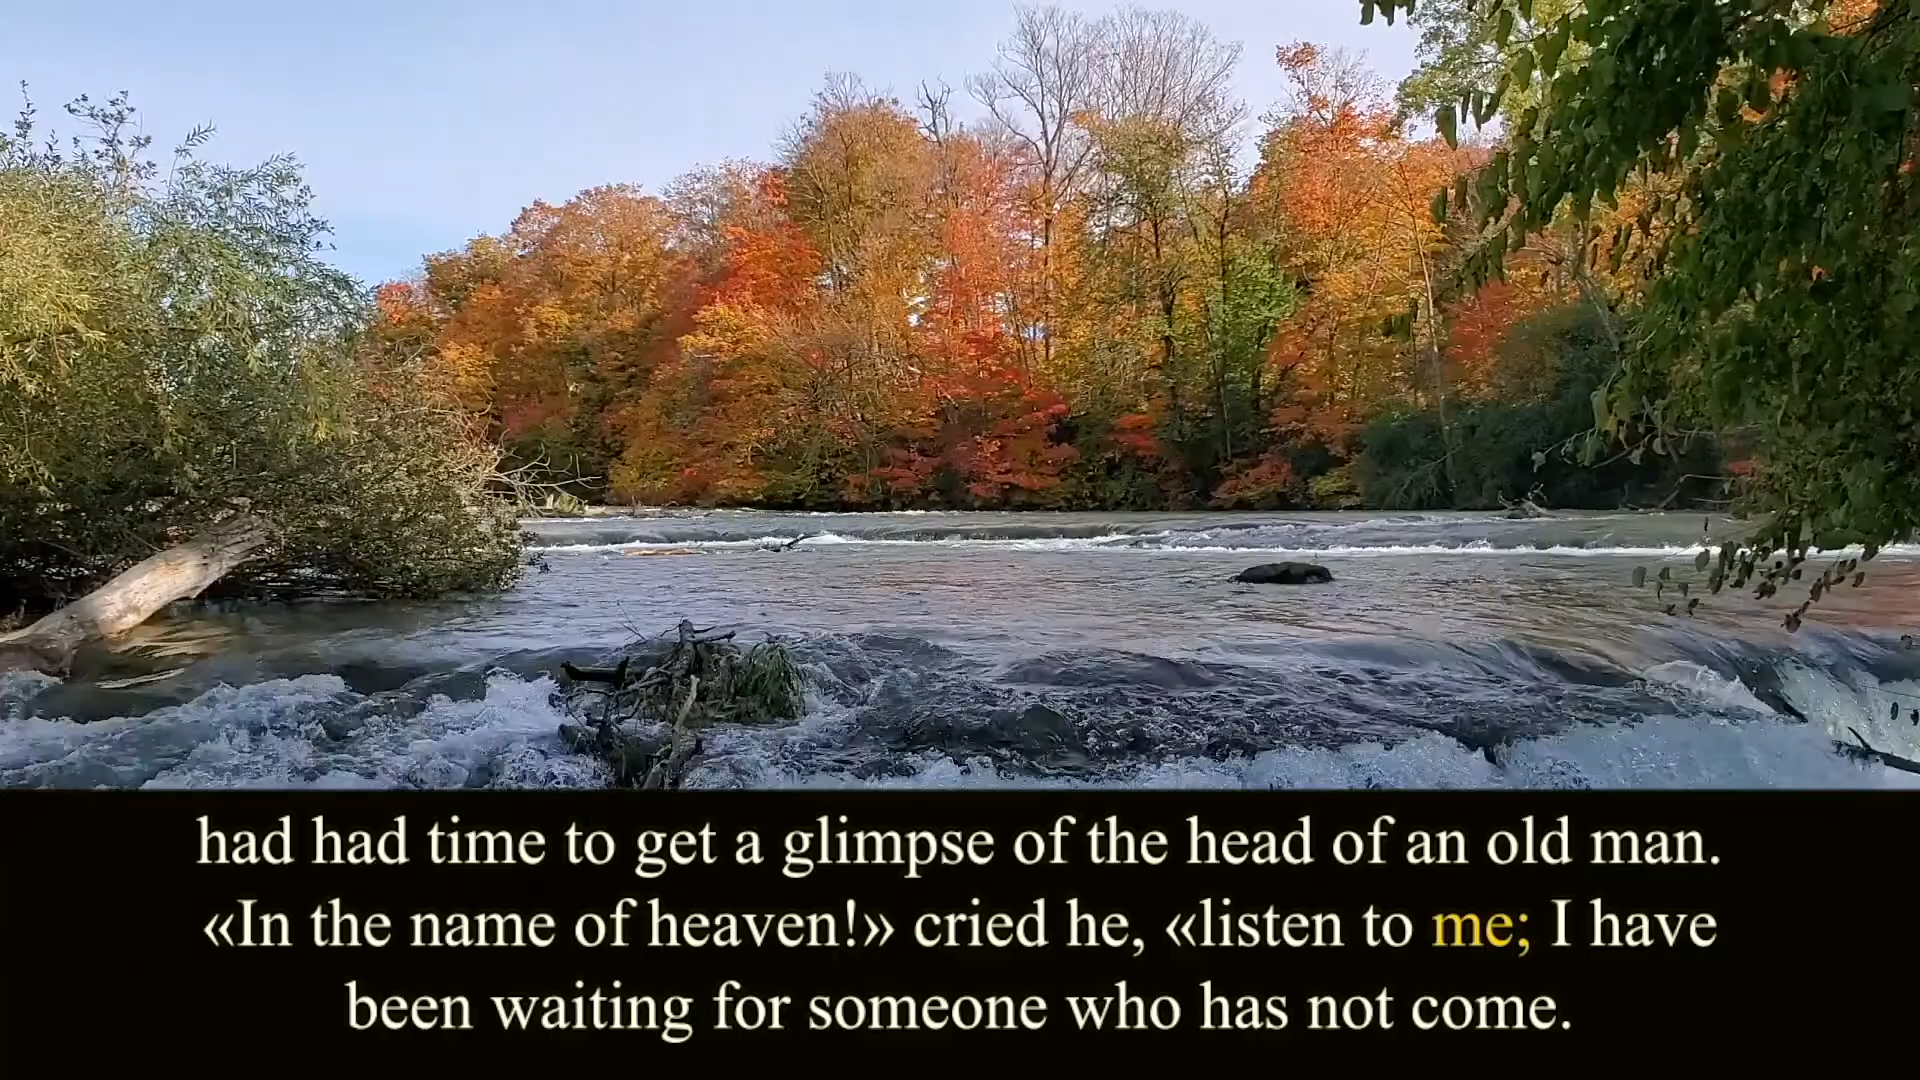 had had time to get a glimpse of the head of an old man.
«In the name of heaven!» cried he, «listen to me; I have
been waiting for someone who has not come.